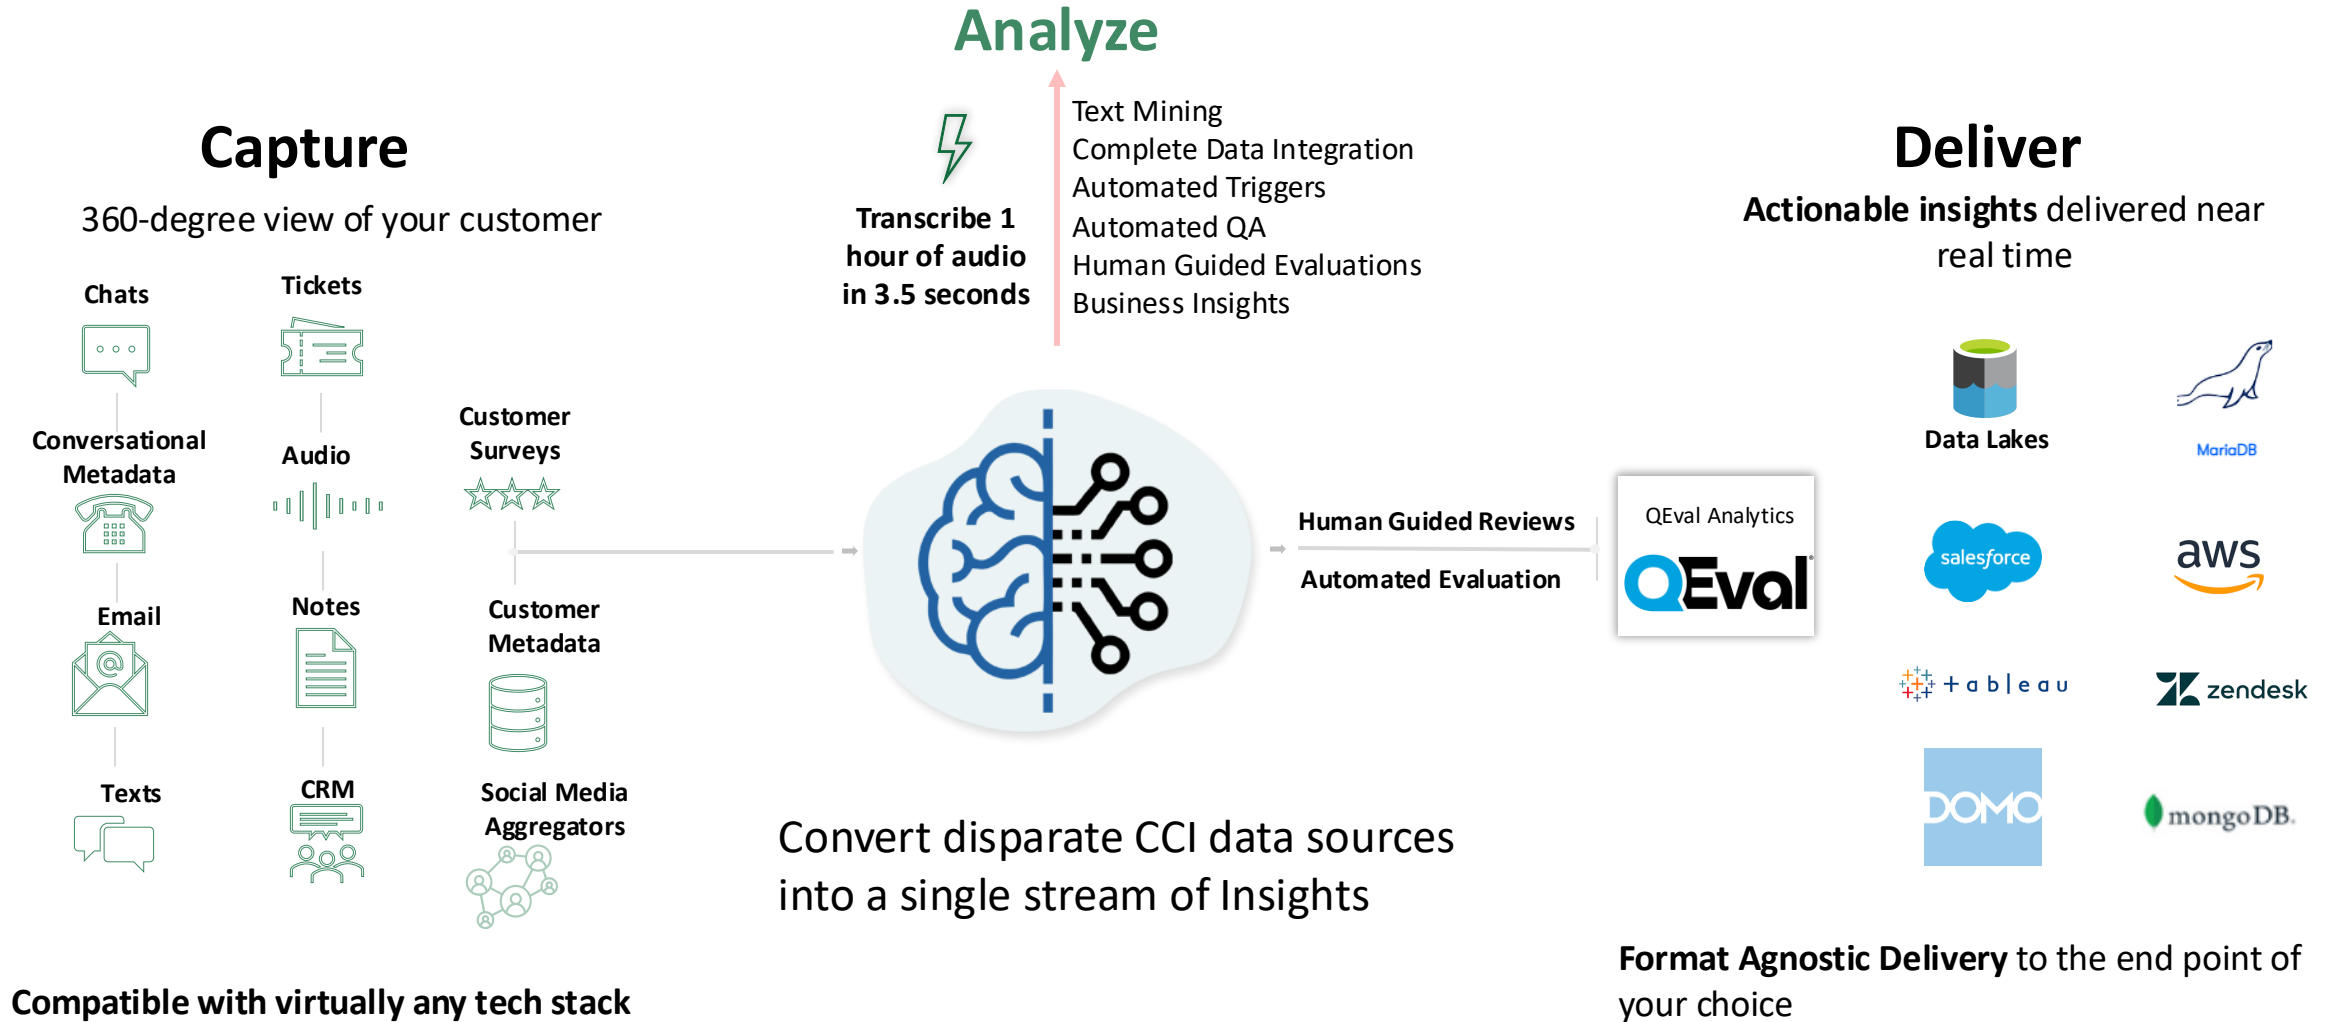 Analyze
Capture
360-degree view of your customer
Chats
Tickets
Conversational
Metadata
Audio
Customer
Surveys
Email
Notes
Customer
Metadata
Texts
CRM
Social Media
Aggregators
Compatible with virtually any tech stack
Transcribe 1
hour of audio
in 3.5 seconds
Text Mining
Complete Data Integration
Automated Triggers
Automated QA
Human Guided Evaluations
Business Insights
Convert disparate CCI data sources
into a single stream of Insights
Human Guided Reviews
Automated Evaluation
QEval Analytics
QEval®
Deliver
Actionable insights delivered near
real time
Data Lakes
MariaDB
salesforce
aws
+ableau
zendesk
DOMO
mongoDB.
Format Agnostic Delivery to the end point of
your choice